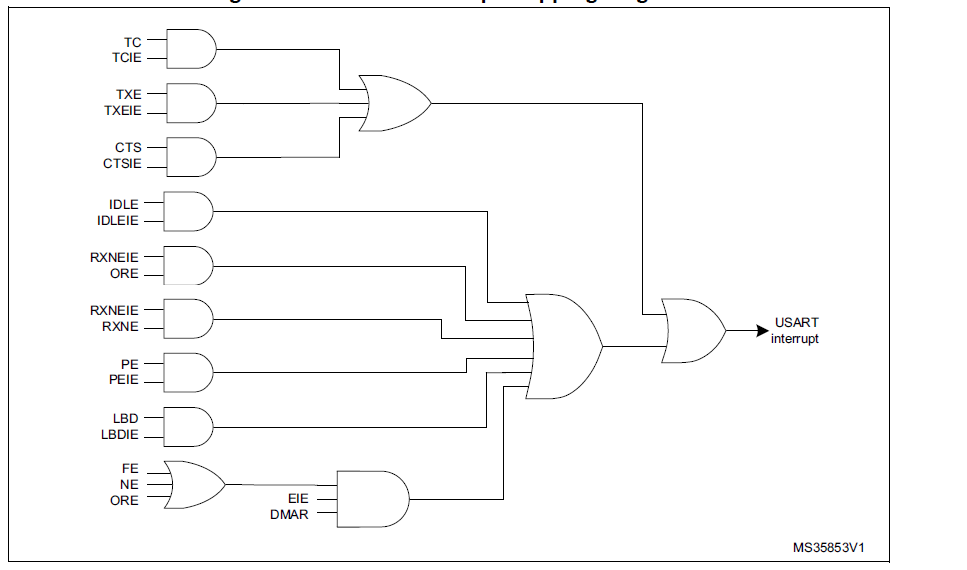 TC
TCIE
TXE
TXEIE
CTS
CTSIE
IDLE
IDLEIE
RXNEIE
ORE
RXNEIE
RXNE
PE
PEIE
LBD
LBDIE
FE
NE
ORE
EIE
DMAR
USART
interrupt
MS35853V1